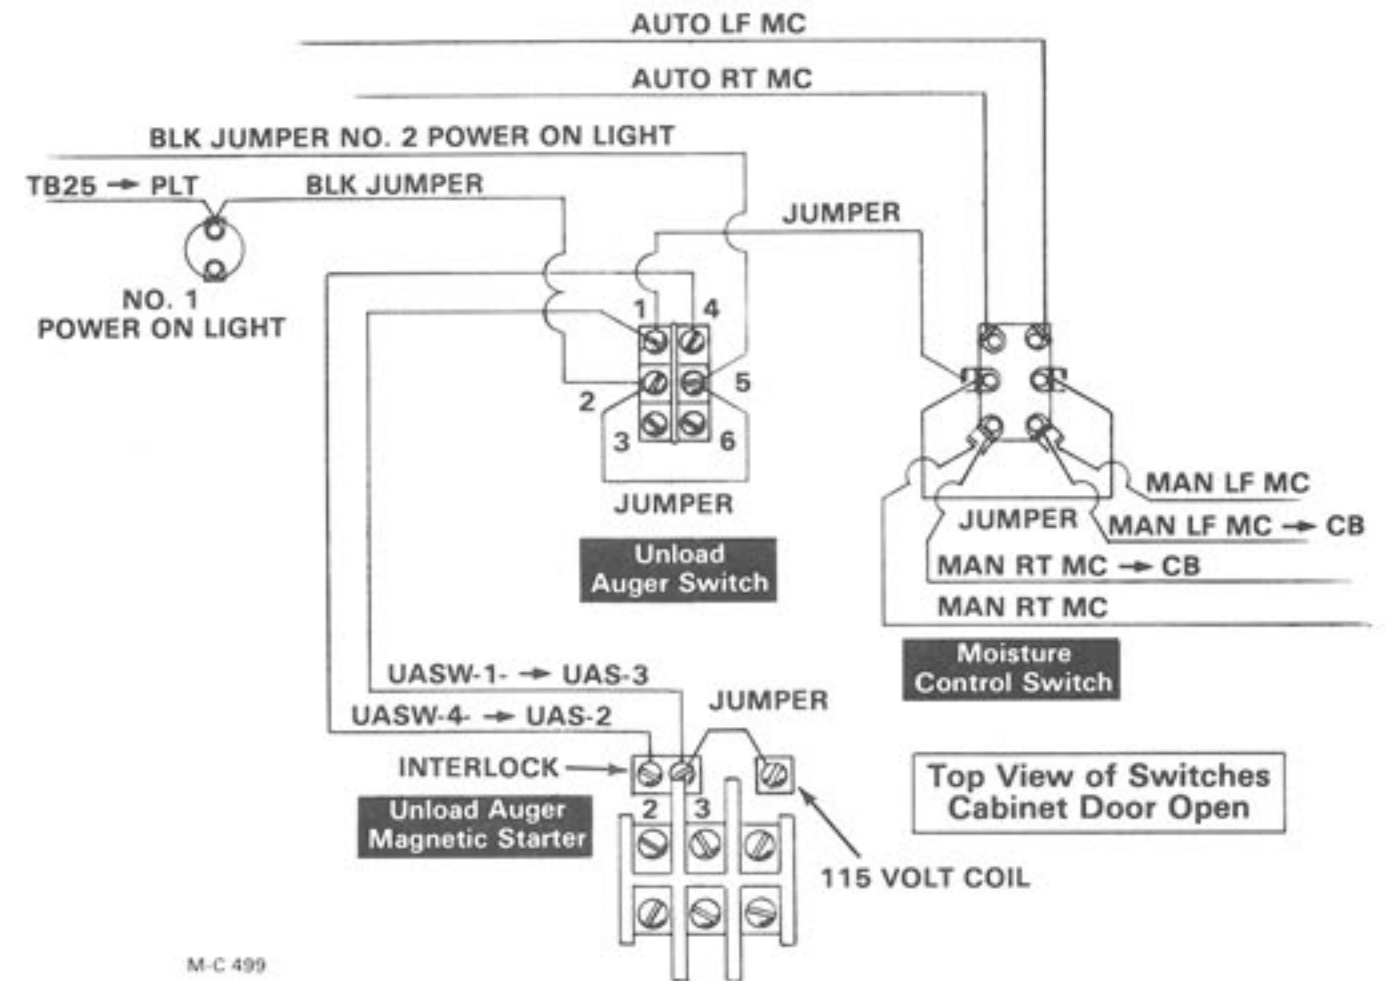 AUTO LF MC
AUTO RT MC
BLK JUMPER NO. 2 POWER ON LIGHT
TB25 → PLT
BLK JUMPER
JUMPER
NO. 1
POWER ON LIGHT
1
4
2
5
3
6
JUMPER
Unload
Auger Switch
MAN LF MC
JUMPER
MAN LF MC → CB
MAN RT MC → CB
MAN RT MC
Moisture
Control Switch
UASW-1- → UAS-3
JUMPER
UASW-4- → UAS-2
INTERLOCK
Unload Auger
Magnetic Starter
2
3
Top View of Switches
Cabinet Door Open
115 VOLT COIL
M-C 499